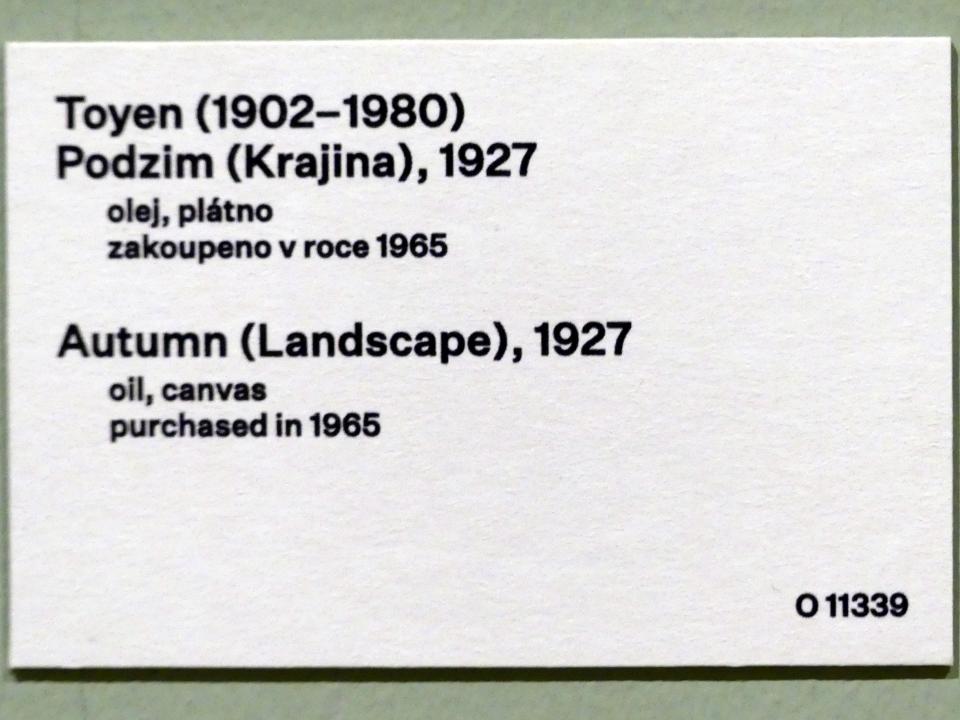 Toyen (1902–1980)
Podzim (Krajina), 1927
olej, plátno
zakoupeno v roce 1965
Autumn (Landscape), 1927
oil, canvas
purchased in 1965
O 11339